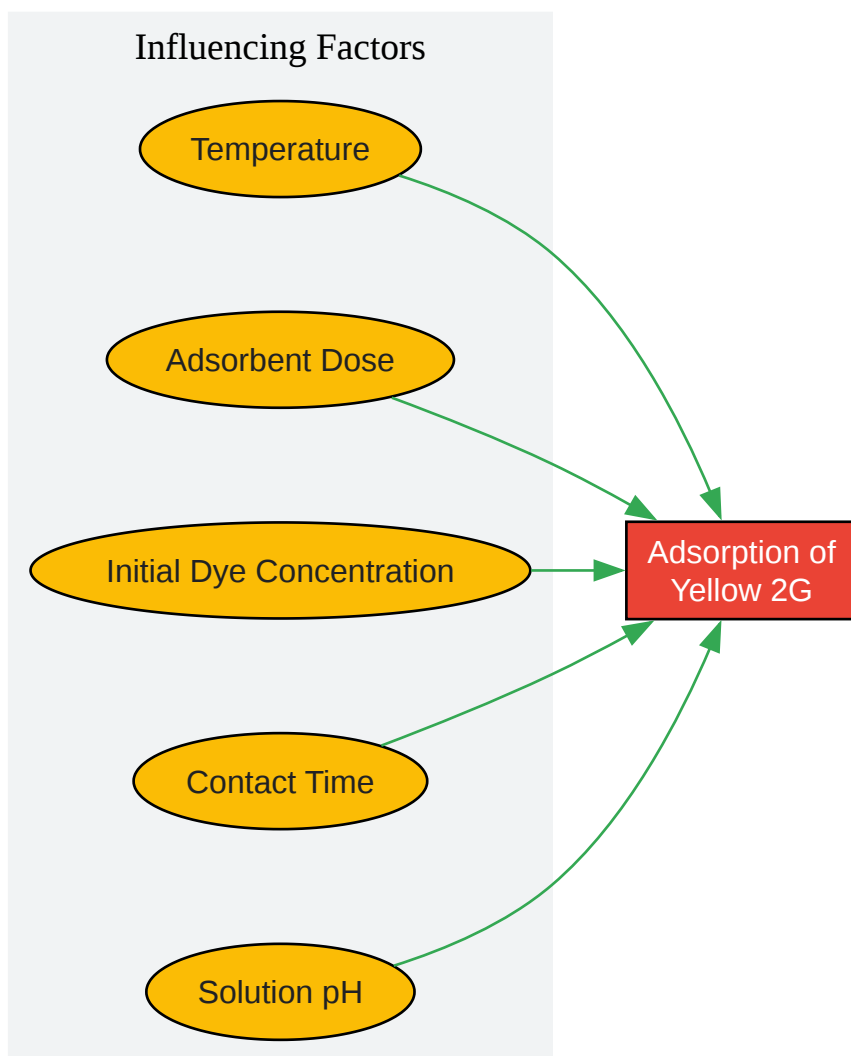 Influencing Factors
Temperature
Adsorbent Dose
Initial Dye Concentration
Adsorption of
Yellow 2G
Contact Time
Solution pH